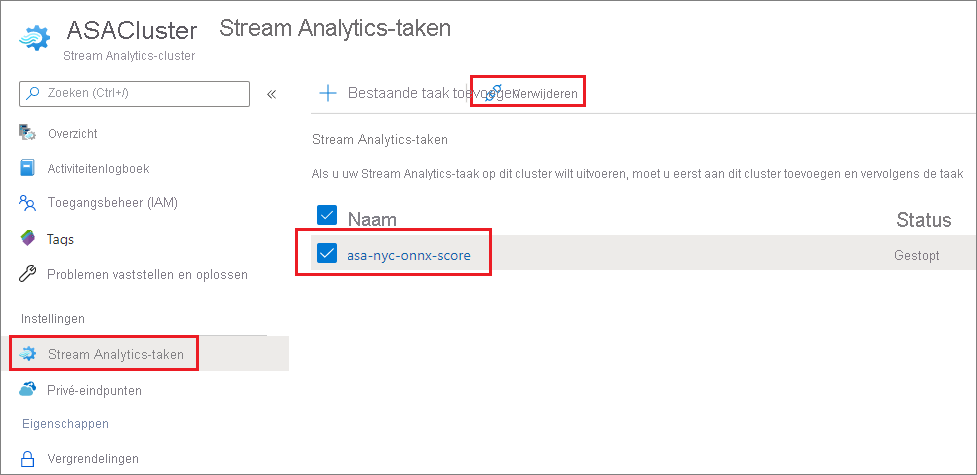 ASACluster Stream Analytics-taken
Stream Analytics-cluster
Zoeken (Ctrl+/)
«
Overzicht
Activiteitenlogboek
Toegangsbeheer (IAM)
Tags
Problemen vaststellen en oplossen
Instellingen
Stream Analytics-taken
Privé-eindpunten
Eigenschappen
Vergrendelingen
Bestaande taak toevoegen Verwijderen
Stream Analytics-taken
Als u uw Stream Analytics-taak op dit cluster wilt uitvoeren, moet u eerst aan dit cluster toevoegen en vervolgens de taak
Naam Status
asa-nyc-onnx-score Gestopt